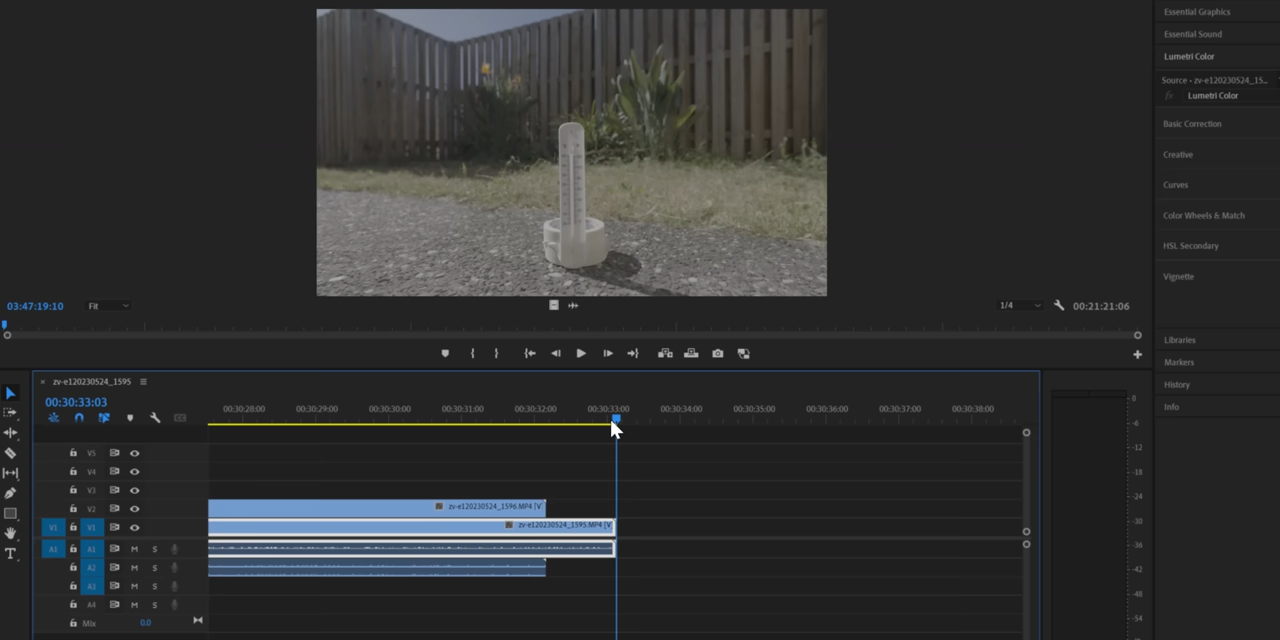 Essential Graphics
Essential Sound
Lumetri Color
Source • zv-e120230524_15...
fx Lumetri Color
Basic Correction
Creative
Curves
Color Wheels & Match
HSL Secondary
Vignette
Libraries
Markers
History
Info
03:47:19:10 Fit 1/4 00:21:21:06
× zv-e120230524_1595
00:30:33:03
00:30:28:00 00:30:29:00 00:30:30:00 00:30:31:00 00:30:32:00 00:30:33:00 00:30:34:00 00:30:35:00 00:30:36:00 00:30:37:00 00:30:38:00
V5
V4
V3
V2 zv-e120230524_1596.MP4 [V
V1 V1 zv-e120230524_1595.MP4 [V
A1 A1 M S
A2 M S
A3 M S
A4 M S
Mix 0.0
0
-6
-12
-18
-24
-30
-36
-42
-48
-54
T